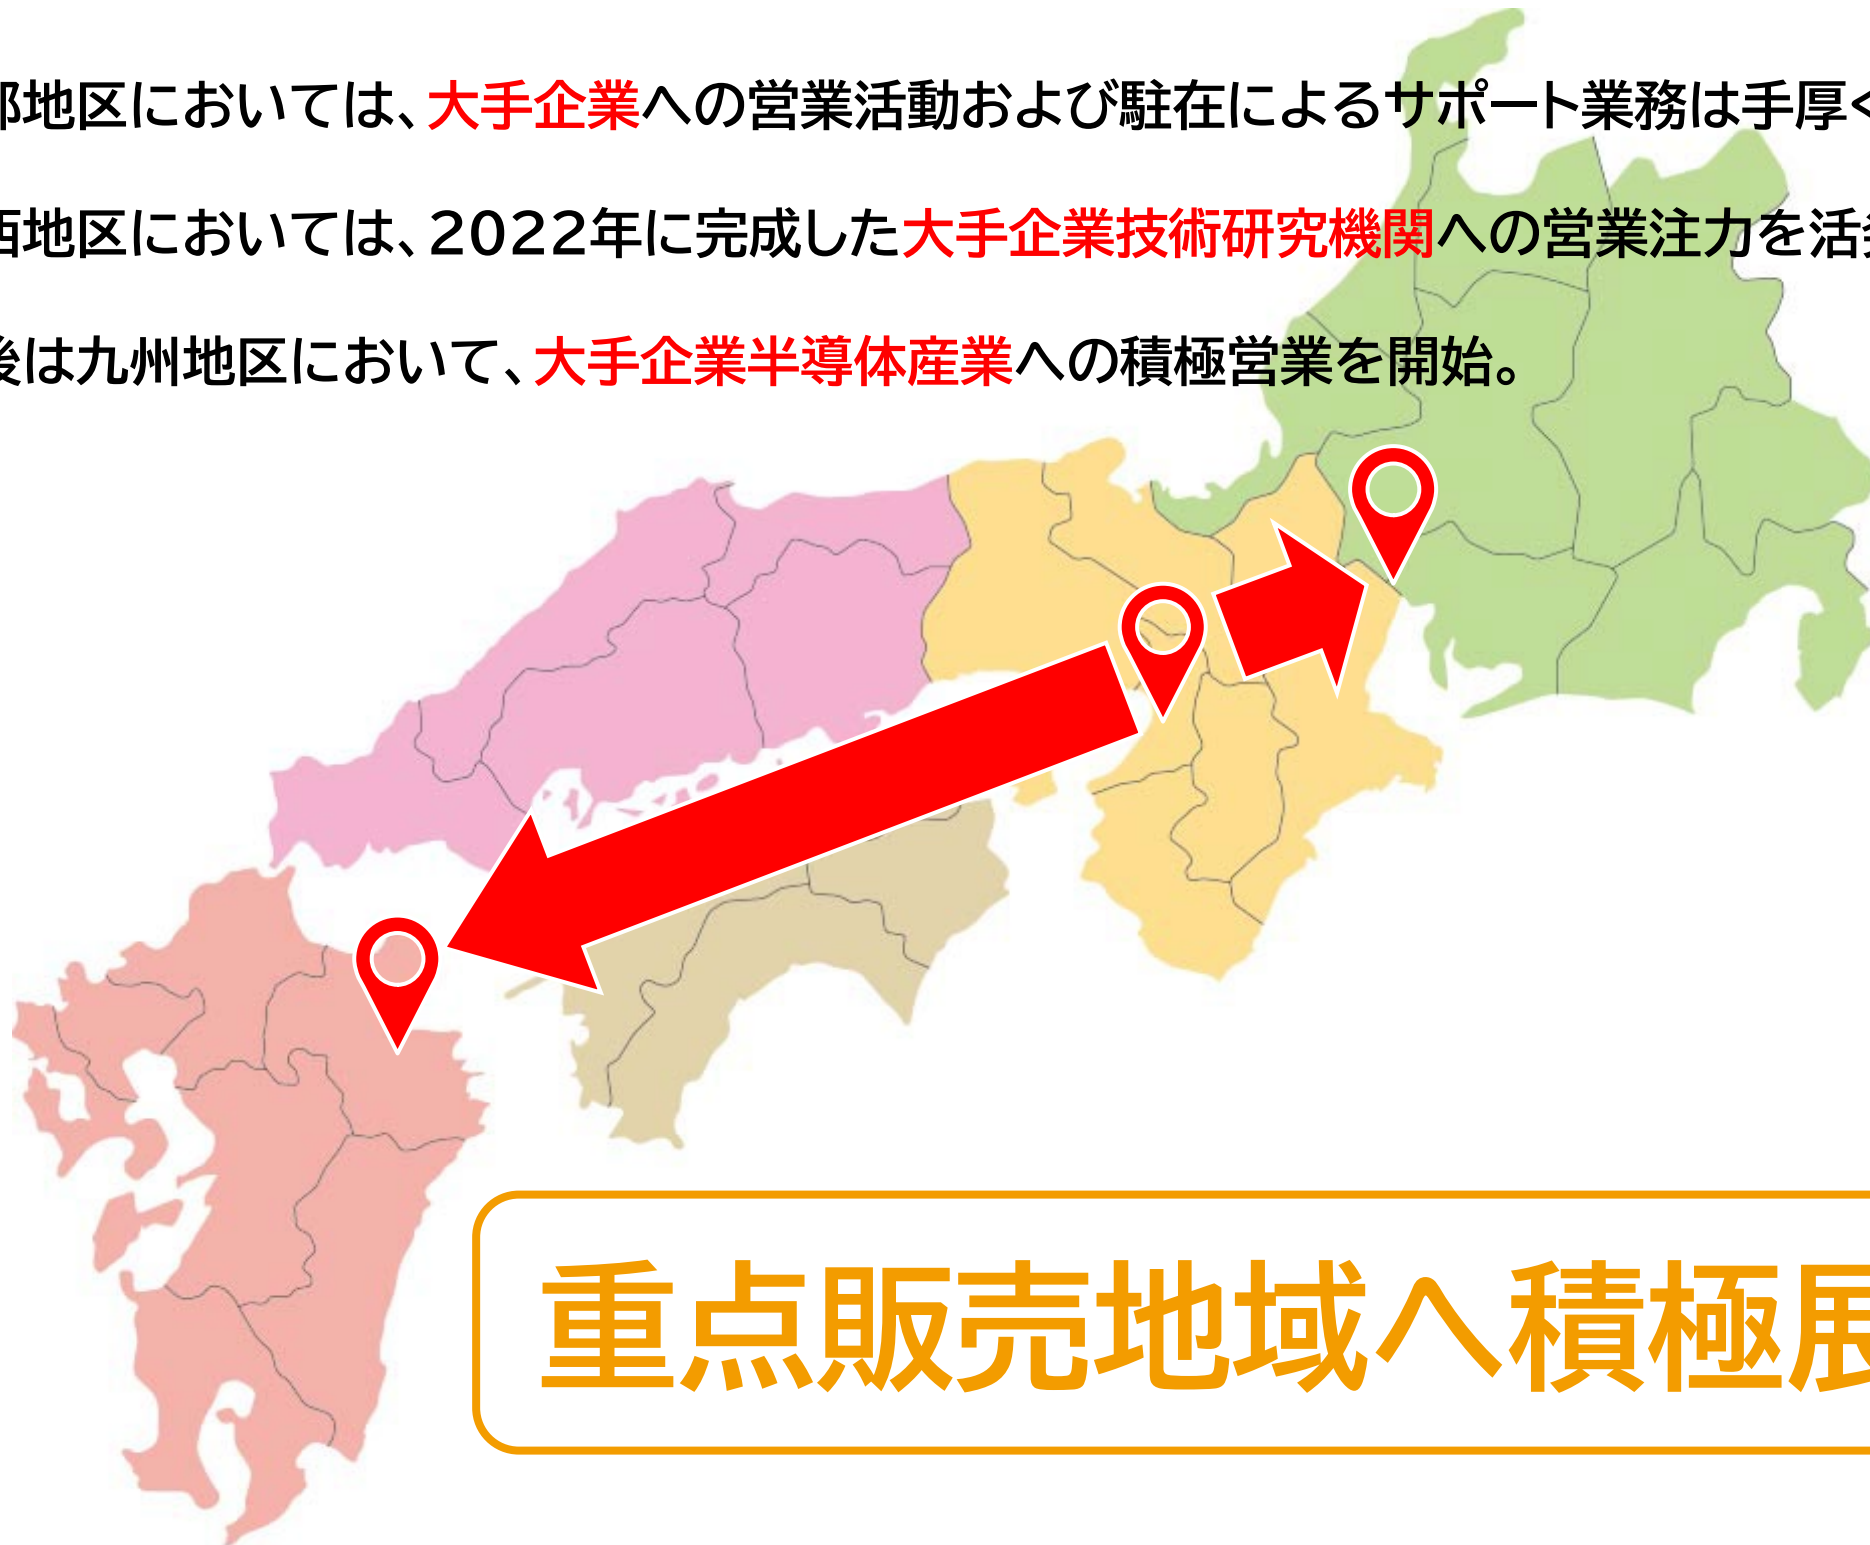 部地区においては、大手企業への営業活動および駐在によるサポート業務は手厚く
西地区においては、2022年に完成した大手企業技術研究機関への営業注力を活発
後は九州地区において、大手企業半導体産業への積極営業を開始。
重点販売地域へ積極展